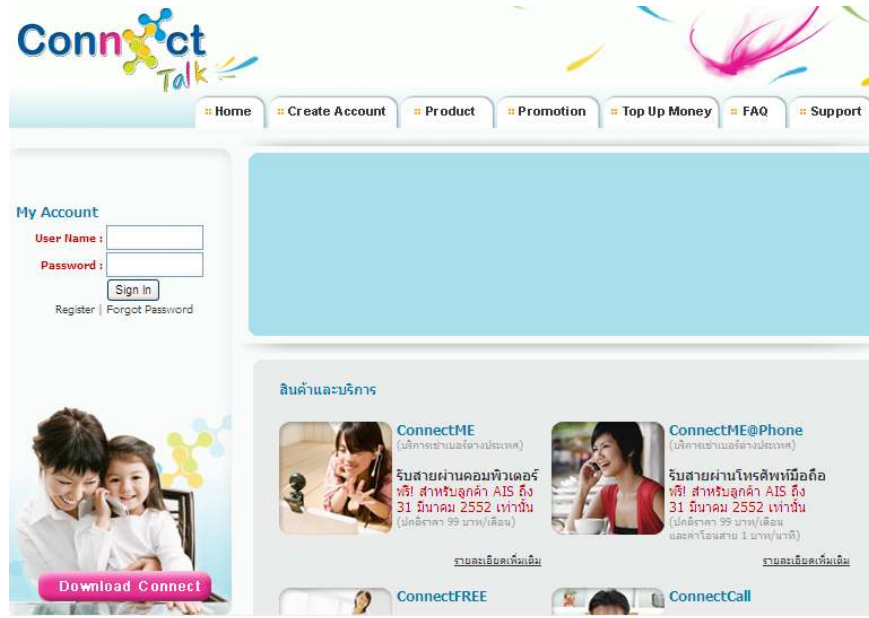 Connect
Talk
Home
Create Account
Product
Promotion
Top Up Money
FAQ
Support
My Account
User Name :
Password :
Sign In
Register | Forgot Password
Download Connect
สินค้าและบริการ
ConnectME
(บริการเช่าเบอร์ต่างประเทศ)
รับสายผ่านคอมพิวเตอร์
ฟรี! สำหรับลูกค้า AIS ถึง
31 มีนาคม 2552 เท่านั้น
(ปกติราคา 99 บาท/เดือน)
รายละเอียดเพิ่มเติม
ConnectME@Phone
(บริการเช่าเบอร์ต่างประเทศ)
รับสายผ่านโทรศัพท์มือถือ
ฟรี! สำหรับลูกค้า AIS ถึง
31 มีนาคม 2552 เท่านั้น
(ปกติราคา 99 บาท/เดือน
และค่าโอนสาย 1 บาท/นาที)
รายละเอียดเพิ่มเติม
ConnectFREE
ConnectCall